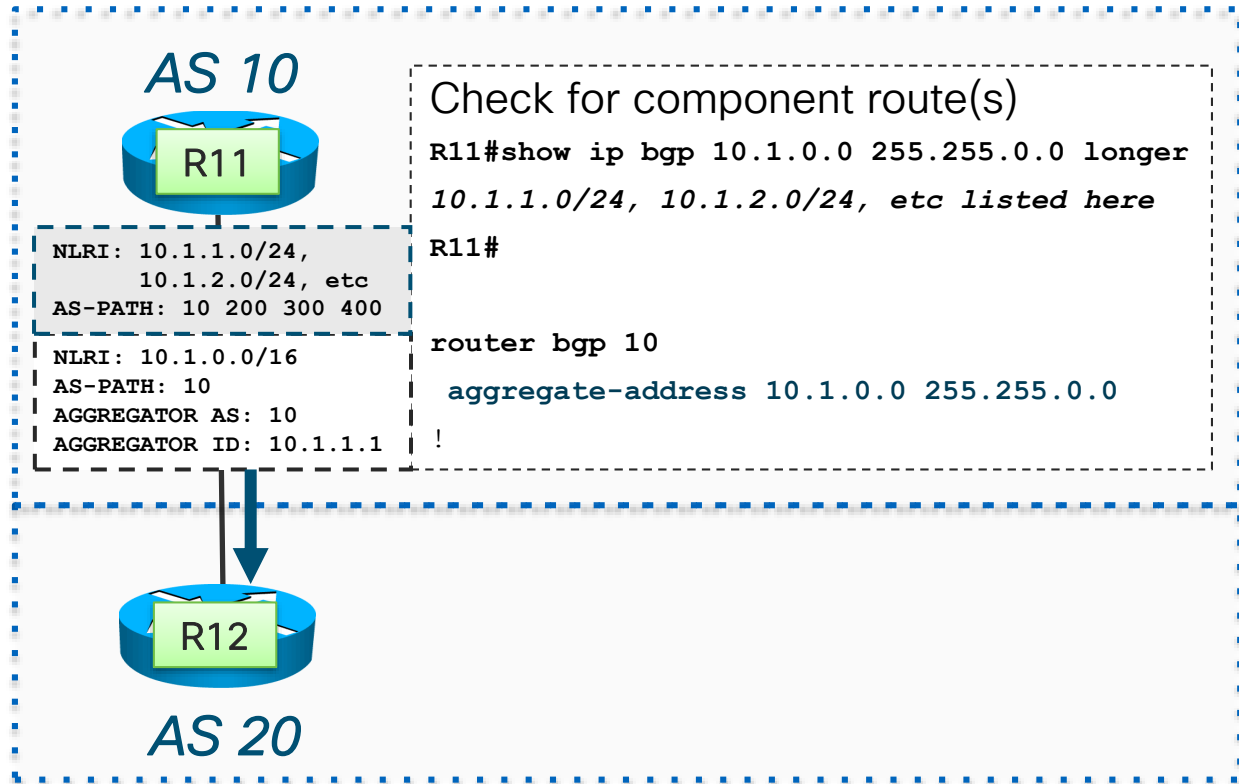 AS 10
R11
NLRI: 10.1.1.0/24,
10.1.2.0/24, etc
AS-PATH: 10 200 300 400
NLRI: 10.1.0.0/16
AS-PATH: 10
AGGREGATOR AS: 10
AGGREGATOR ID: 10.1.1.1
Check for component route(s)
R11#show ip bgp 10.1.0.0 255.255.0.0 longer
10.1.1.0/24, 10.1.2.0/24, etc listed here
R11#
router bgp 10
aggregate-address 10.1.0.0 255.255.0.0
!
R12
AS 20